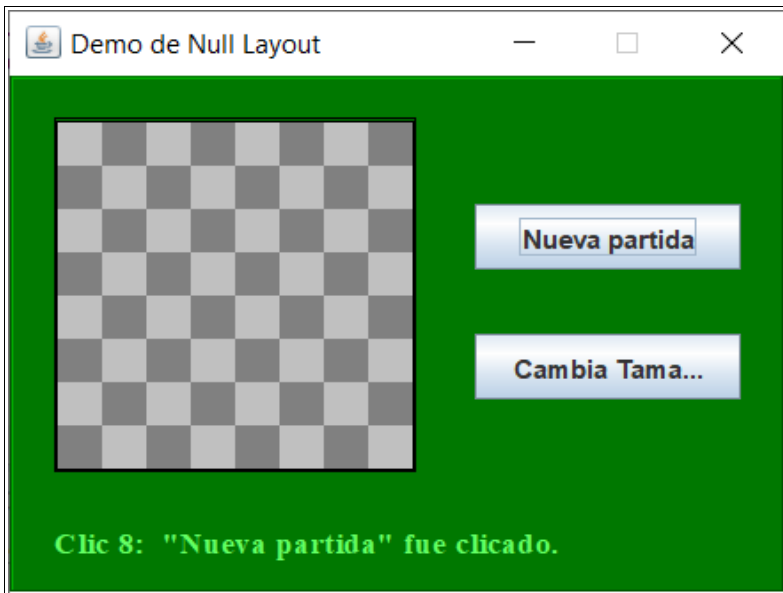 Demo de Null Layout
Nueva partida
Cambia Tama...
Clic 8: "Nueva partida" fue clicado.